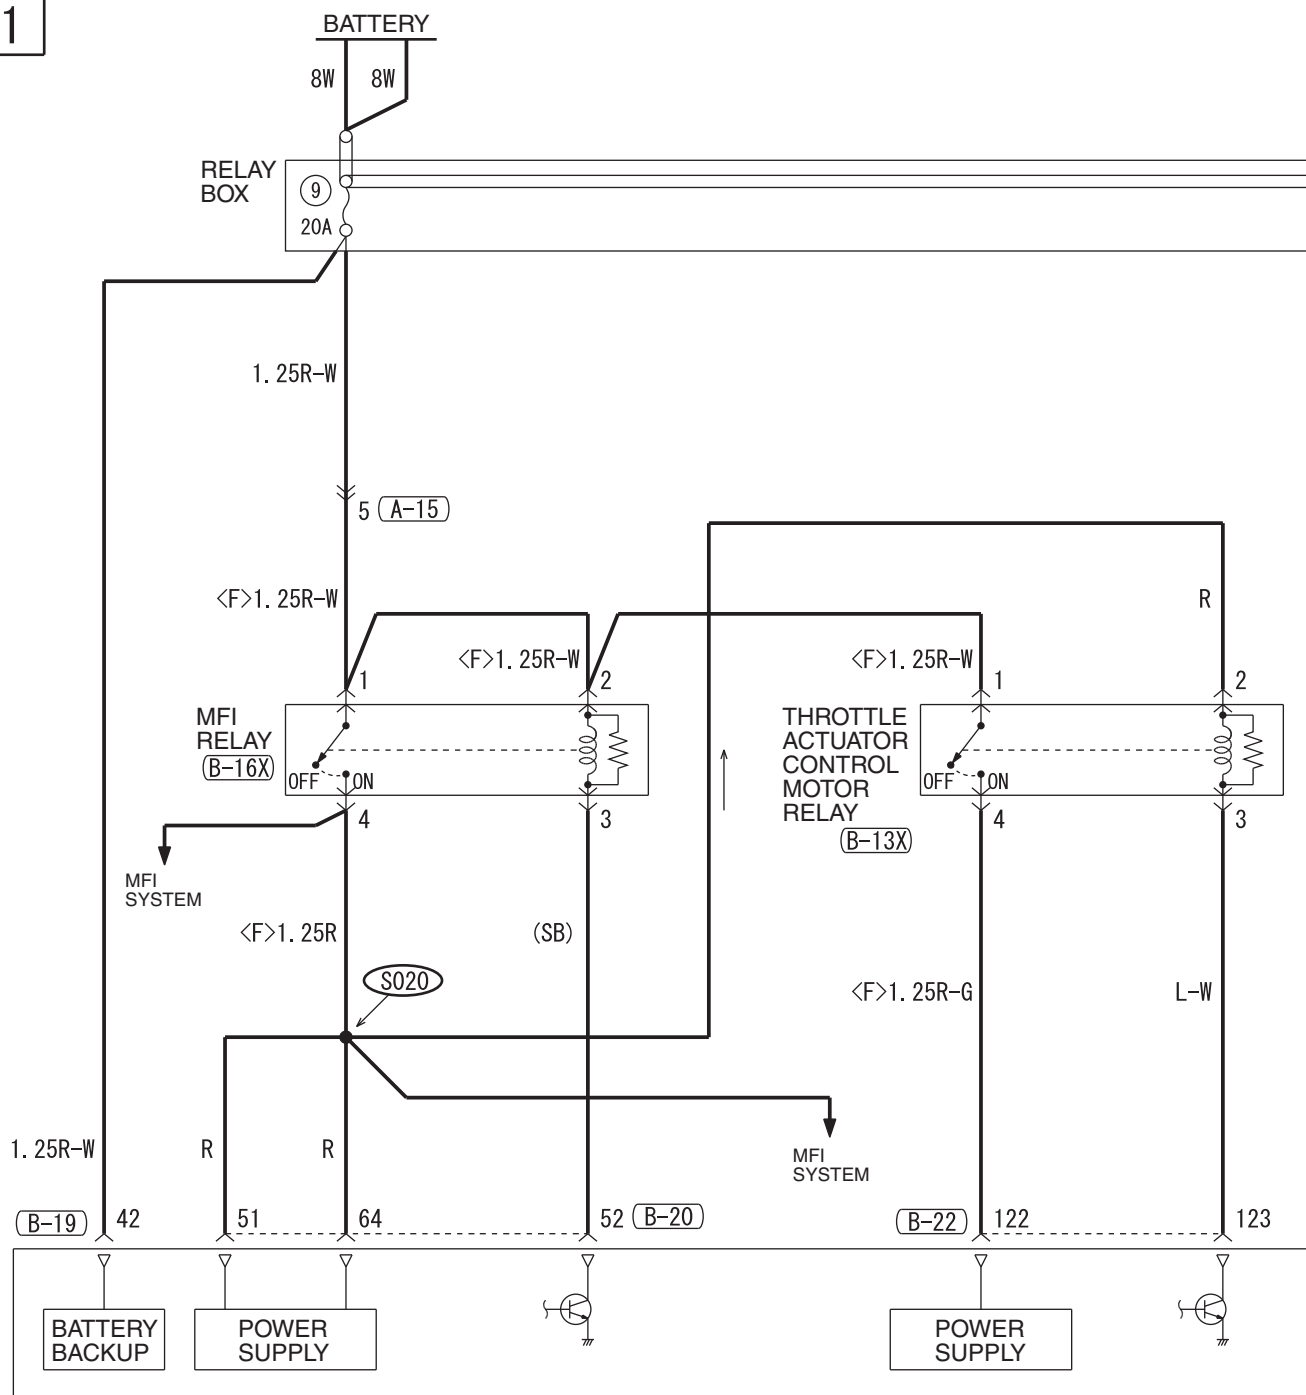 1
BATTERY
8W
8W
RELAY
BOX
9
20A
1.25R-W
5
A-15
<F>1.25R-W
<F>1.25R-W
<F>1.25R-W
R
1
2
1
2
MFI
RELAY
B-16X
OFF
ON
THROTTLE
ACTUATOR
CONTROL
MOTOR
RELAY
B-13X
OFF
ON
4
3
4
3
MFI
SYSTEM
<F>1.25R
(SB)
S020
<F>1.25R-G
L-W
1.25R-W
R
R
MFI
SYSTEM
B-19
42
51
64
52
B-20
B-22
122
123
BATTERY
BACKUP
POWER
SUPPLY
POWER
SUPPLY